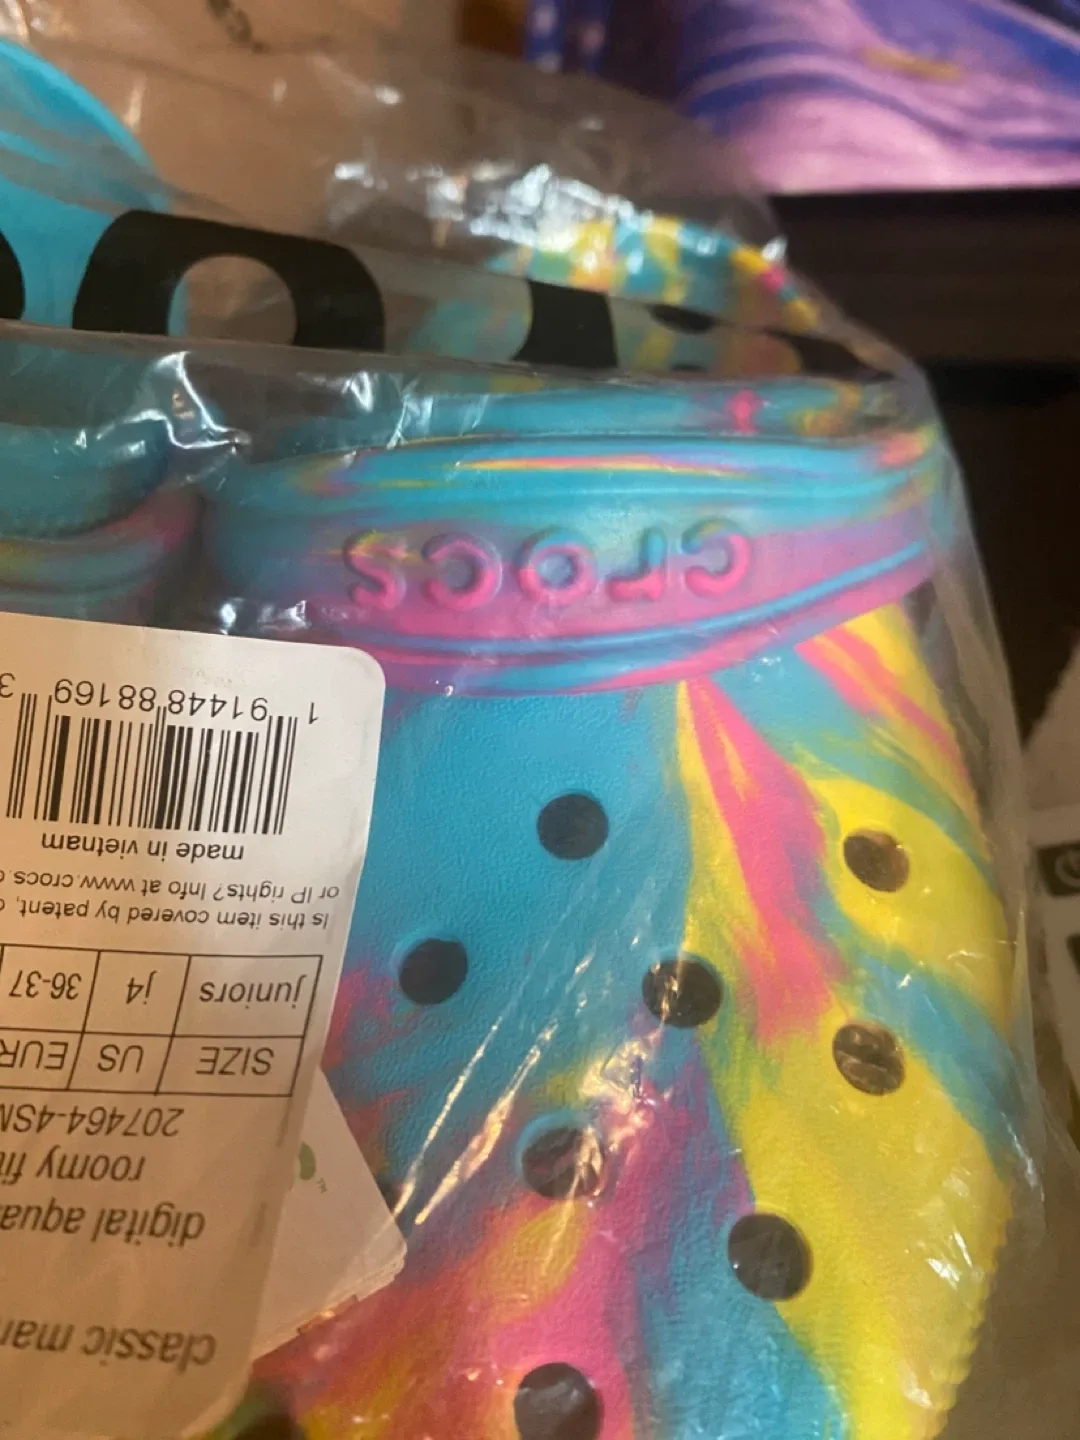 crocs
classic mar
digital aqua
roomy fit
207464-4SM
SIZE US EUR
juniors j4 36-37
Is this item covered by patent,
or IP rights? Info at www.crocs.c
made in vietnam
1 91448 88169 3